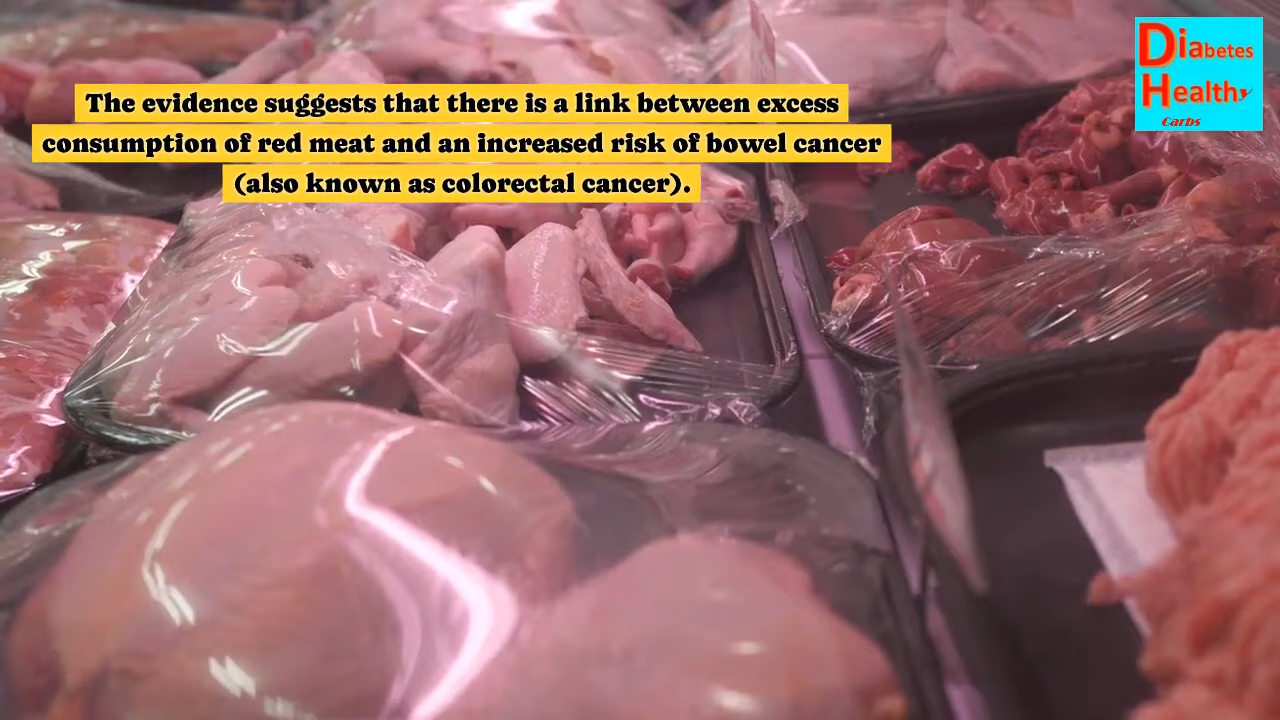 The evidence suggests that there is a link between excess
consumption of red meat and an increased risk of bowel cancer
(also known as colorectal cancer).
Diabetes
Healthy
Carbs